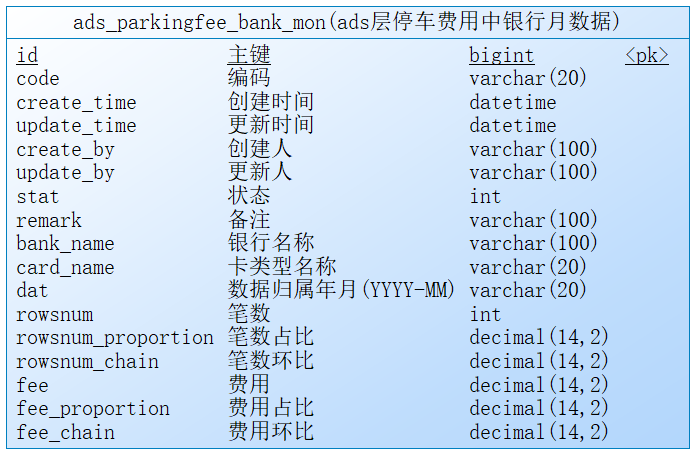 ads_parkingfee_bank_mon(ads层停车费用中银行月数据)
id 主键 bigint <pk>
code 编码 varchar(20)
create_time 创建时间 datetime
update_time 更新时间 datetime
create_by 创建人 varchar(100)
update_by 更新人 varchar(100)
stat 状态 int
remark 备注 varchar(100)
bank_name 银行名称 varchar(100)
card_name 卡类型名称 varchar(20)
dat 数据归属年月(YYYY-MM) varchar(20)
rowsnum 笔数 int
rowsnum_proportion 笔数占比 decimal(14,2)
rowsnum_chain 笔数环比 decimal(14,2)
fee 费用 decimal(14,2)
fee_proportion 费用占比 decimal(14,2)
fee_chain 费用环比 decimal(14,2)